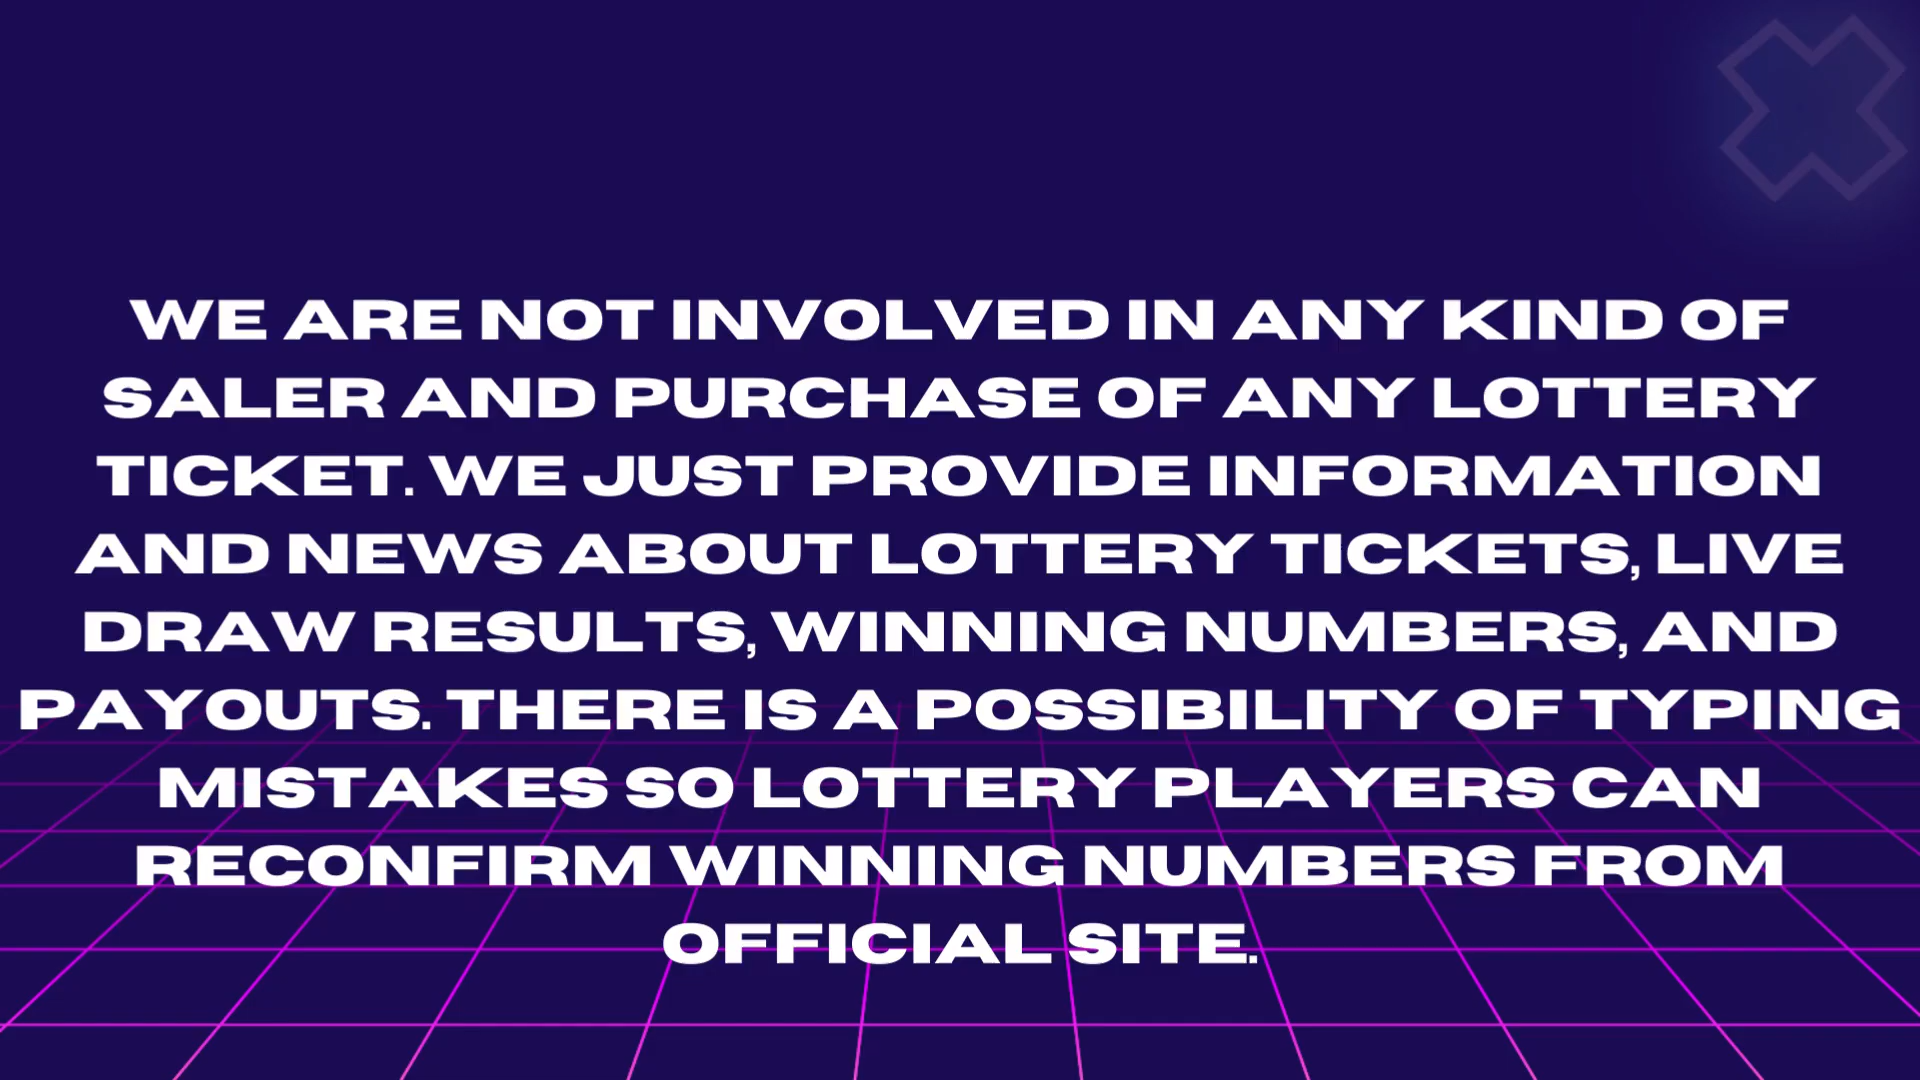 WE ARE NOT INVOLVED IN ANY KIND OF
SALER AND PURCHASE OF ANY LOTTERY
TICKET. WE JUST PROVIDE INFORMATION
AND NEWS ABOUT LOTTERY TICKETS, LIVE
DRAW RESULTS, WINNING NUMBERS, AND
PAYOUTS. THERE IS A POSSIBILITY OF TYPING
MISTAKES SO LOTTERY PLAYERS CAN
RECONFIRM WINNING NUMBERS FROM
OFFICIAL SITE.